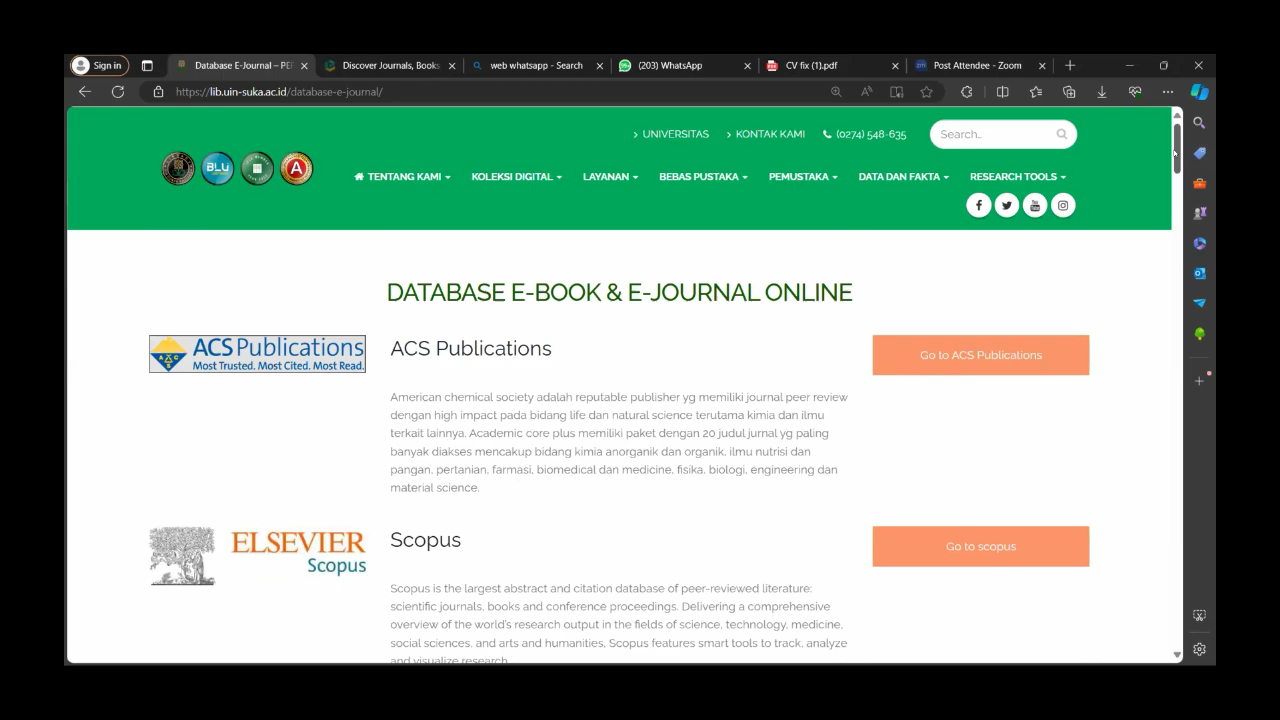 Sign in
Database E-Journal – PE
Discover Journals, Books
web whatsapp - Search
(203) WhatsApp
CV fix (1).pdf
Post Attendee - Zoom
https://lib.uin-suka.ac.id/database-e-journal/
UNIVERSITAS
KONTAK KAMI
(0274) 548-635
Search..
BLU
A
TENTANG KAMI
KOLEKSI DIGITAL
LAYANAN
BEBAS PUSTAKA
PEMUSTAKA
DATA DAN FAKTA
RESEARCH TOOLS
DATABASE E-BOOK & E-JOURNAL ONLINE
ACS Publications
Most Trusted. Most Cited. Most Read.
ACS Publications
Go to ACS Publications
American chemical society adalah reputable publisher yg memiliki journal peer review
dengan high impact pada bidang life dan natural science terutama kimia dan ilmu
terkait lainnya. Academic core plus memiliki paket dengan 20 judul jurnal yg paling
banyak diakses mencakup bidang kimia anorganik dan organik, ilmu nutrisi dan
pangan, pertanian, farmasi, biomedical dan medicine, fisika, biologi, engineering dan
material science.
ELSEVIER
Scopus
Scopus
Go to scopus
Scopus is the largest abstract and citation database of peer-reviewed literature:
scientific journals, books and conference proceedings. Delivering a comprehensive
overview of the world's research output in the fields of science, technology, medicine,
social sciences, and arts and humanities, Scopus features smart tools to track, analyze
and visualize research.